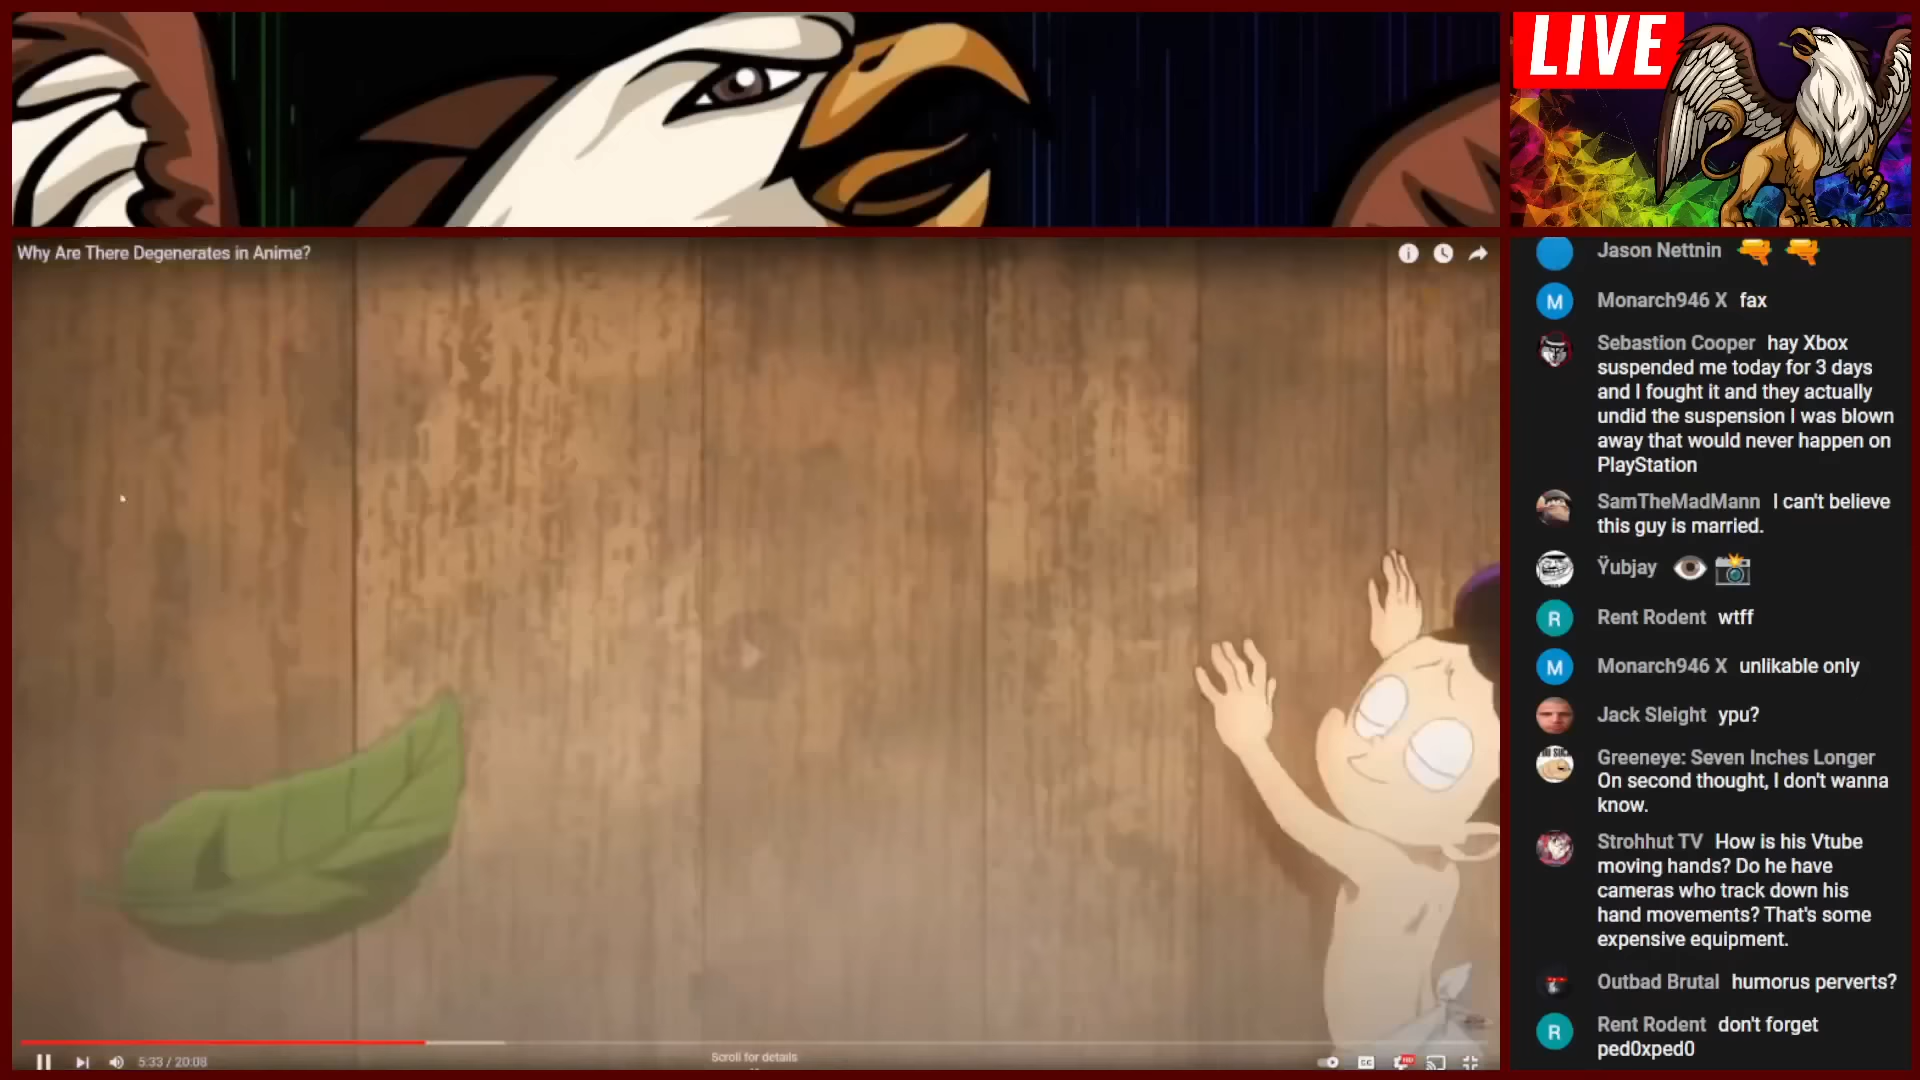 LIVE
Why Are There Degenerates in Anime?
Jason Nettnin
Monarch946 X fax
Sebastion Cooper hay Xbox
suspended me today for 3 days
and I fought it and they actually
undid the suspension I was blown
away that would never happen on
PlayStation
SamTheMadMann I can't believe
this guy is married.
Ÿubjay
R Rent Rodent wtff
M Monarch946 X unlikable only
Jack Sleight ypu?
Greeneye: Seven Inches Longer
On second thought, I don't wanna
know.
Strohhut TV How is his Vtube
moving hands? Do he have
cameras who track down his
hand movements? That's some
expensive equipment.
Outbad Brutal humorus perverts?
R Rent Rodent don't forget
ped0xped0
5:33 / 20:08
Scroll for details
CC
HD